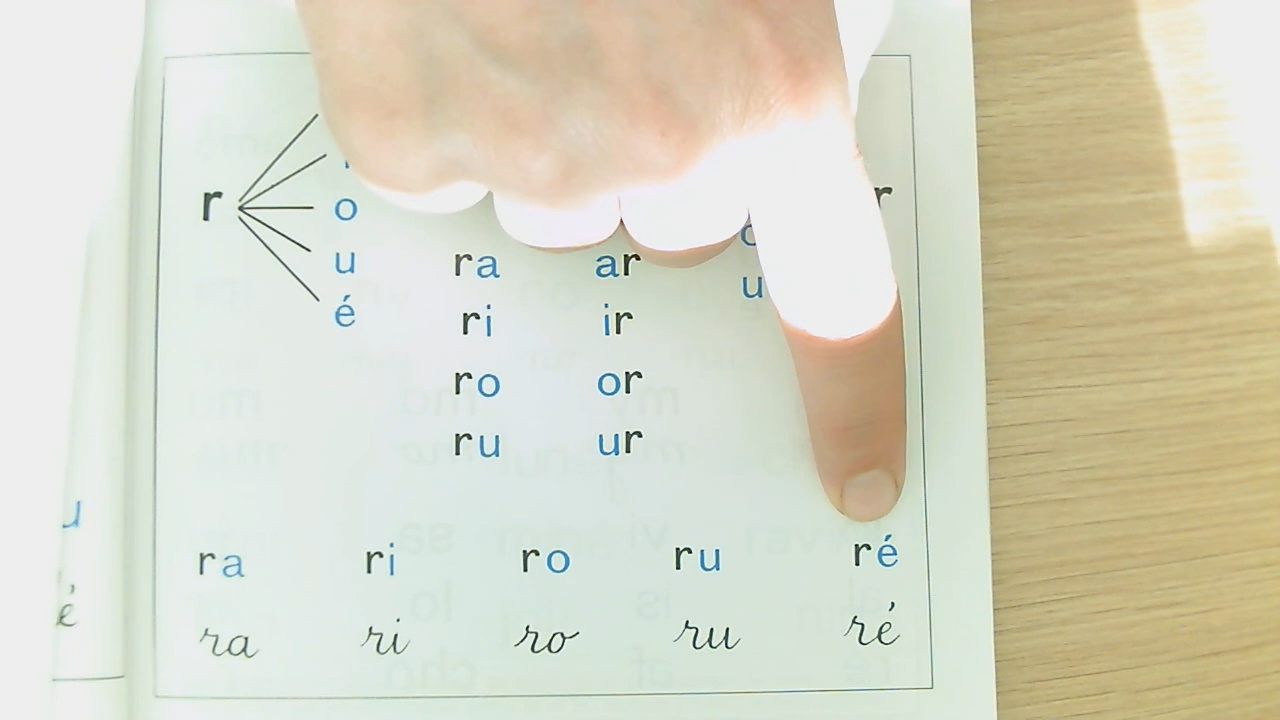 r
o
u
é
r
u
ra ar
ri ir
ro or
ru ur
ra ri ro ru ré
ra ri ro ru ré
u
é